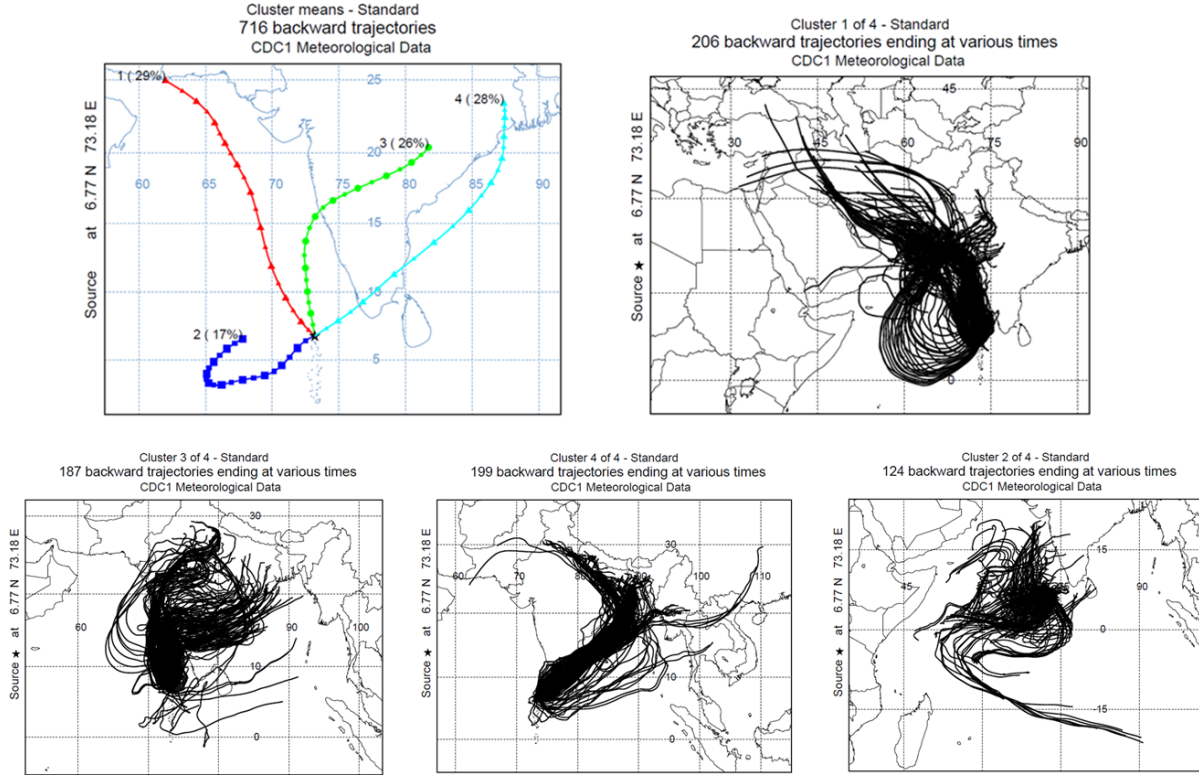 Cluster means - Standard
716 backward trajectories
CDC1 Meteorological Data
Source ★ at 6.77 N 73.18 E
1 ( 29%)
25
4 ( 28%)
3 ( 26%)
20
60 65 70 75 80 85 90
15
10
2 ( 17%)
5
Cluster 1 of 4 - Standard
206 backward trajectories ending at various times
CDC1 Meteorological Data
Source ★ at 6.77 N 73.18 E
45
30 45 60 75 90
0
Cluster 3 of 4 - Standard
187 backward trajectories ending at various times
CDC1 Meteorological Data
Source ★ at 6.77 N 73.18 E
30
60 90 100
10
0
Cluster 4 of 4 - Standard
199 backward trajectories ending at various times
CDC1 Meteorological Data
Source ★ at 6.77 N 73.18 E
30
60 70 80 100 110
10
0
Cluster 2 of 4 - Standard
124 backward trajectories ending at various times
CDC1 Meteorological Data
Source ★ at 6.77 N 73.18 E
15
45 90
0
-15